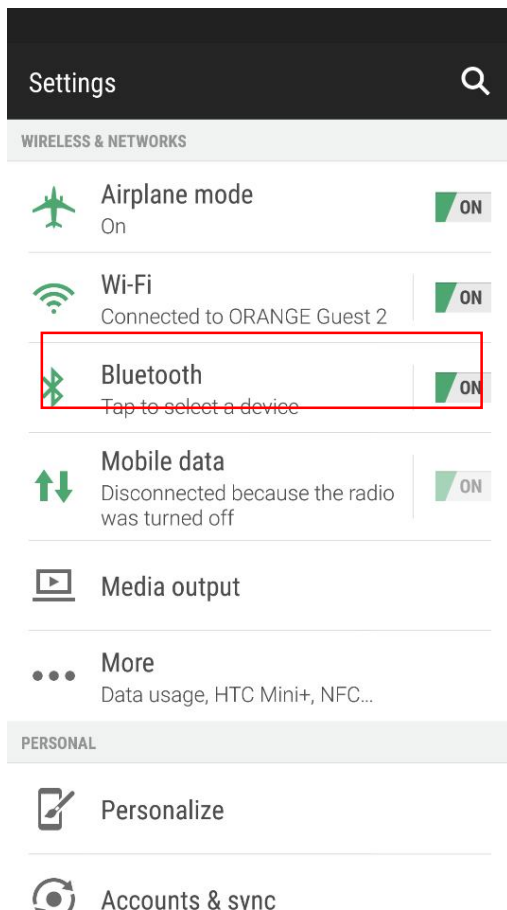 Settings
WIRELESS & NETWORKS
Airplane mode
On
ON
Wi-Fi
Connected to ORANGE Guest 2
ON
Bluetooth
Tap to select a device
ON
Mobile data
Disconnected because the radio
was turned off
ON
Media output
More
Data usage, HTC Mini+, NFC...
PERSONAL
Personalize
Accounts & sync